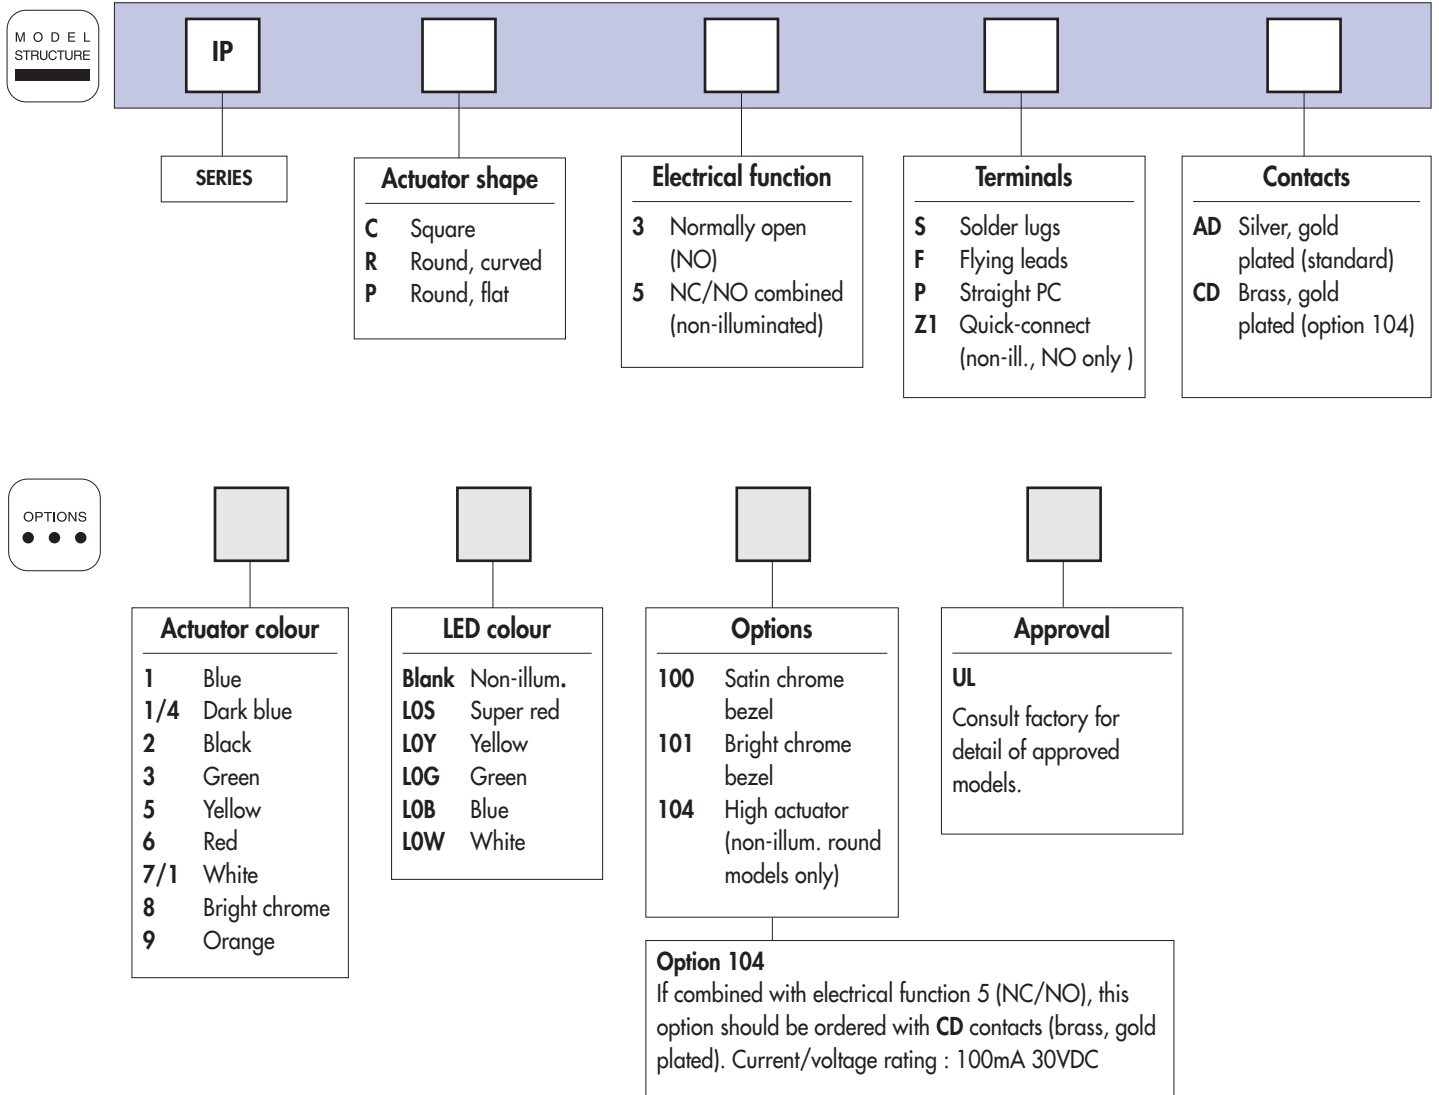 MODEL
STRUCTURE
IP
SERIES
Actuator shape
C Square
R Round, curved
P Round, flat
Electrical function
3 Normally open
(NO)
5 NC/NO combined
(non-illuminated)
Terminals
S Solder lugs
F Flying leads
P Straight PC
Z1 Quick-connect
(non-ill., NO only )
Contacts
AD Silver, gold
plated (standard)
CD Brass, gold
plated (option 104)
OPTIONS
Actuator colour
1 Blue
1/4 Dark blue
2 Black
3 Green
5 Yellow
6 Red
7/1 White
8 Bright chrome
9 Orange
LED colour
Blank Non-illum.
L0S Super red
L0Y Yellow
L0G Green
L0B Blue
L0W White
Options
100 Satin chrome
bezel
101 Bright chrome
bezel
104 High actuator
(non-illum. round
models only)
Approval
UL
Consult factory for
detail of approved
models.
Option 104
If combined with electrical function 5 (NC/NO), this
option should be ordered with CD contacts (brass, gold
plated). Current/voltage rating : 100mA 30VDC